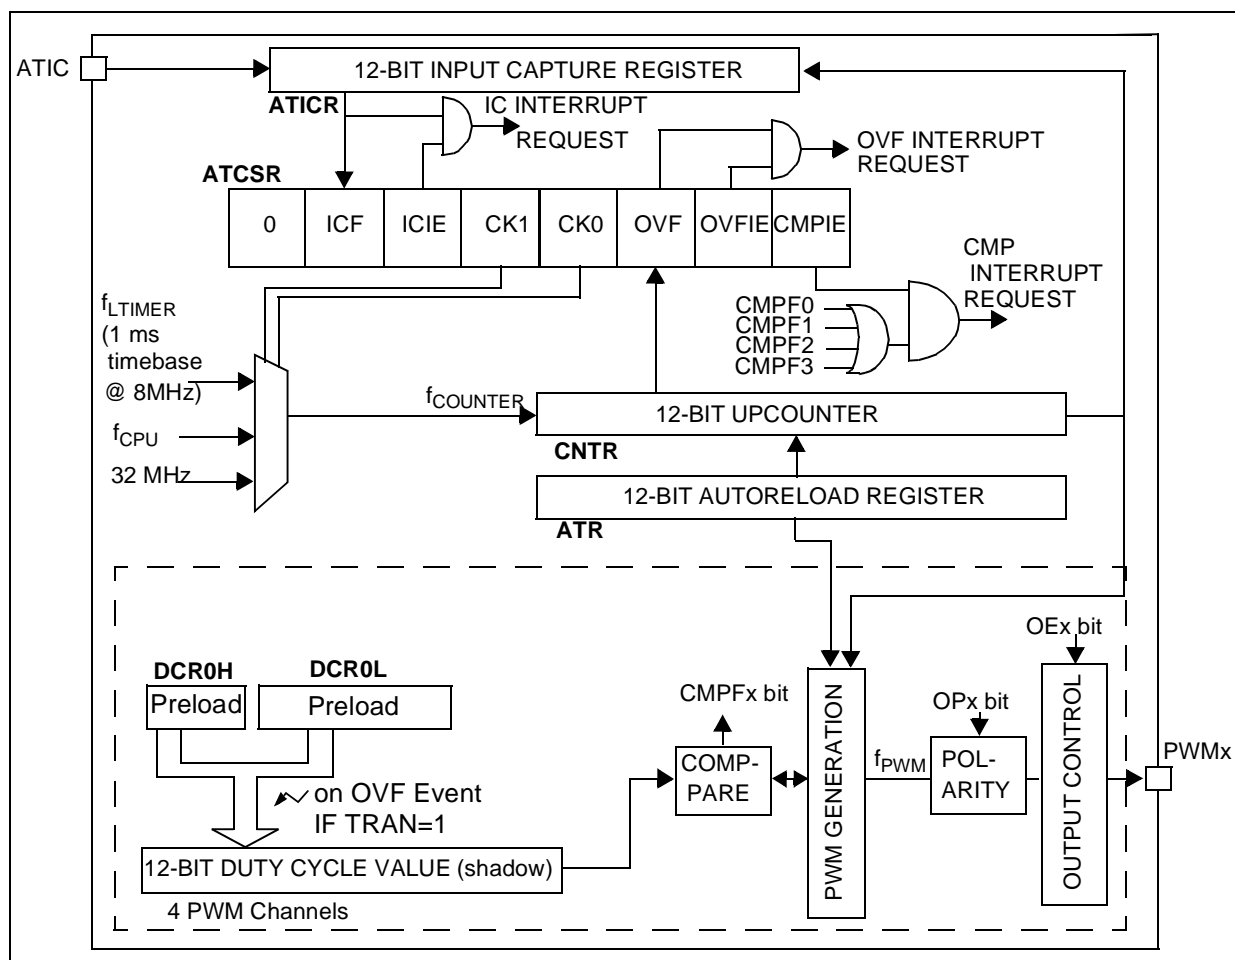 ATIC
12-BIT INPUT CAPTURE REGISTER
ATICR
IC INTERRUPT
REQUEST
OVF INTERRUPT
REQUEST
ATCSR
0
ICF
ICIE
CK1
CK0
OVF
OVFIE
CMPIE
CMP
INTERRUPT
REQUEST
fLTIMER
(1 ms
timebase
@ 8MHz)
CMPF0
CMPF1
CMPF2
CMPF3
fCPU
32 MHz
fCOUNTER
12-BIT UPCOUNTER
CNTR
12-BIT AUTORELOAD REGISTER
ATR
OEx bit
DCR0H
DCR0L
Preload
Preload
CMPFx bit
OPx bit
PWMx
COMP-
PARE
PWM GENERATION
fPWM
POL-
ARITY
OUTPUT CONTROL
on OVF Event
IF TRAN=1
12-BIT DUTY CYCLE VALUE (shadow)
4 PWM Channels